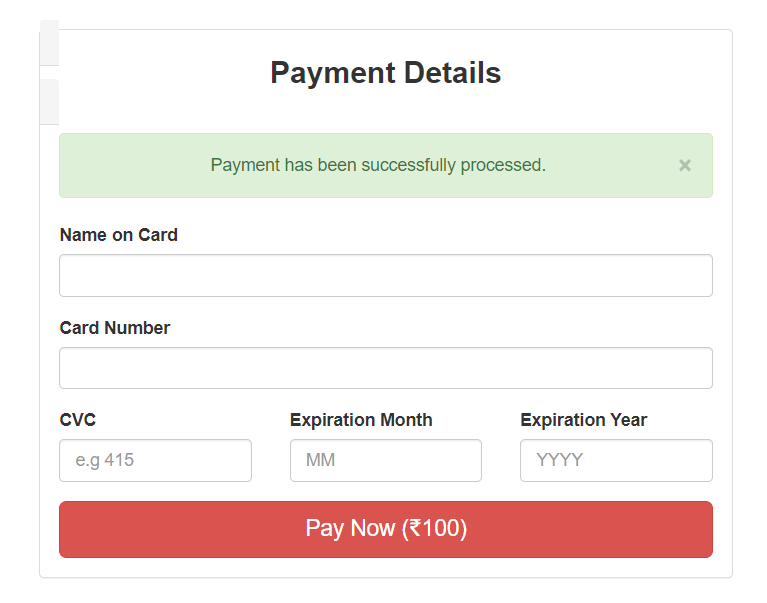 Payment Details
Payment has been successfully processed. ×
Name on Card
Card Number
CVC Expiration Month Expiration Year
e.g 415 MM YYYY
Pay Now (₹100)